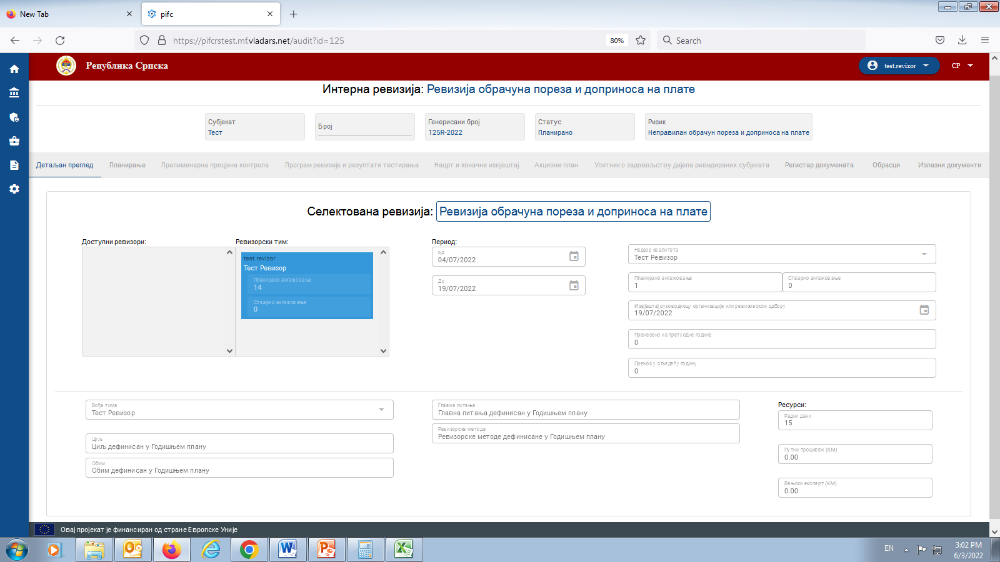 New Tab
pifc
https://pifcrstest.mf.vladars.net/audit?id=125
80%
Search
Република Српска
test.revizor
СР
Интерна ревизија: Ревизија обрачуна пореза и доприноса на плате
Субјекат
Тест
Број
Генерисани број
125R-2022
Статус
Планирано
Ризик
Неправилан обрачун пореза и доприноса на плате
Детаљан преглед
Планирање
Прелиминарна процјена контрола
Програм ревизије и резултати тестирања
Нацрт и коначни извјештај
Акциони план
Упитник о задовољству дијела ревидираних субјеката
Регистар докумената
Обрасци
Излазни документи
Селектована ревизија: Ревизија обрачуна пореза и доприноса на плате
Доступни ревизори:
Ревизорски тим:
test.revizor
Тест Ревизор
Планирано ангажовање
14
Стварно ангажовање
0
Период:
од
04/07/2022
До
19/07/2022
Надзор квалитета
Тест Ревизор
Планирано ангажовање
1
Стварно ангажовање
0
Извјештај руководиоцу организације или ревизоеском одбору
19/07/2022
Пренесено из претходне године
0
Пренос у сљедећу годину
0
Вођа тима
Тест Ревизор
Циљ
Циљ дефинисан у Годишњем плану
Обим
Обим дефинисан у Годишњем плану
Главна питања
Главна питања дефинисан у Годишњем плану
Ревизорске методе
Ревизорске методе дефинисане у Годишњем плану
Ресурси:
Радни дани
15
Путни трошкови (КМ)
0.00
Вањски експерт (КМ)
0.00
Овај пројекат је финансиран од стране Европске Уније
EN
3:02 PM
6/3/2022